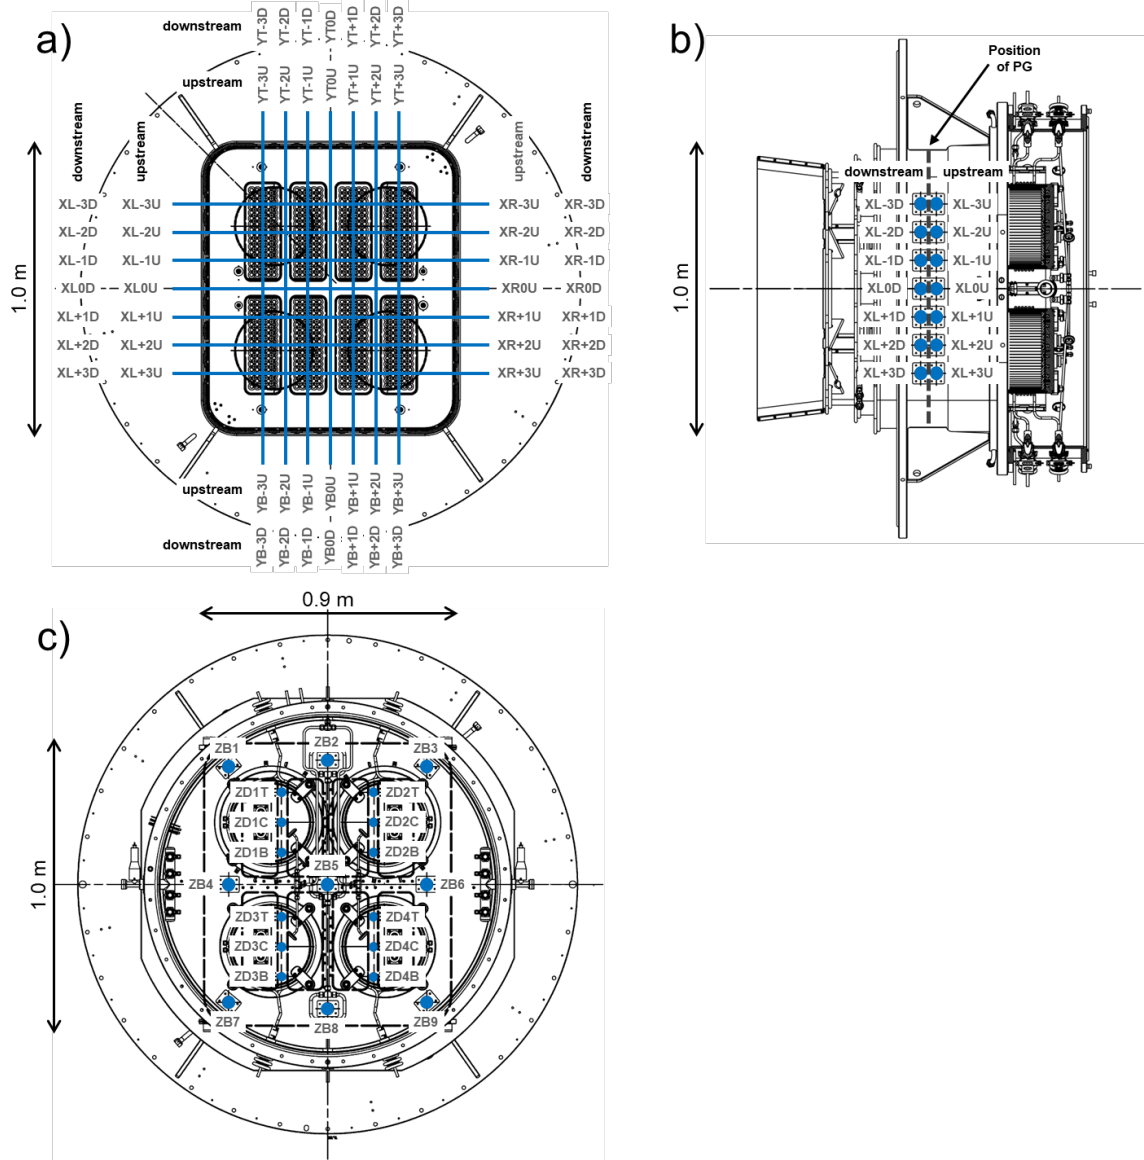 a)
downstream
YT-3D YT-2D YT-1D YT0D YT+1D YT+2D YT+3D
upstream
YT-3U YT-2U YT-1U YT0U YT+1U YT+2U YT+3U
downstream upstream upstream downstream
XL-3D XL-3U XR-3U XR-3D
XL-2D XL-2U XR-2U XR-2D
XL-1D XL-1U XR-1U XR-1D
XL0D XL0U XR0U XR0D
XL+1D XL+1U XR+1U XR+1D
XL+2D XL+2U XR+2U XR+2D
XL+3D XL+3U XR+3U XR+3D
1.0 m
upstream
YB-3U YB-2U YB-1U YB0U YB+1U YB+2U YB+3U
downstream
YB-3D YB-2D YB-1D YB0D YB+1D YB+2D YB+3D
b)
Position
of PG
1.0 m
downstream upstream
XL-3D XL-3U
XL-2D XL-2U
XL-1D XL-1U
XL0D XL0U
XL+1D XL+1U
XL+2D XL+2U
XL+3D XL+3U
c)
0.9 m
1.0 m
ZB1 ZB2 ZB3
ZD1T ZD2T
ZD1C ZD2C
ZD1B ZD2B
ZB5
ZB4 ZB6
ZD3T ZD4T
ZD3C ZD4C
ZD3B ZD4B
ZB7 ZB8 ZB9